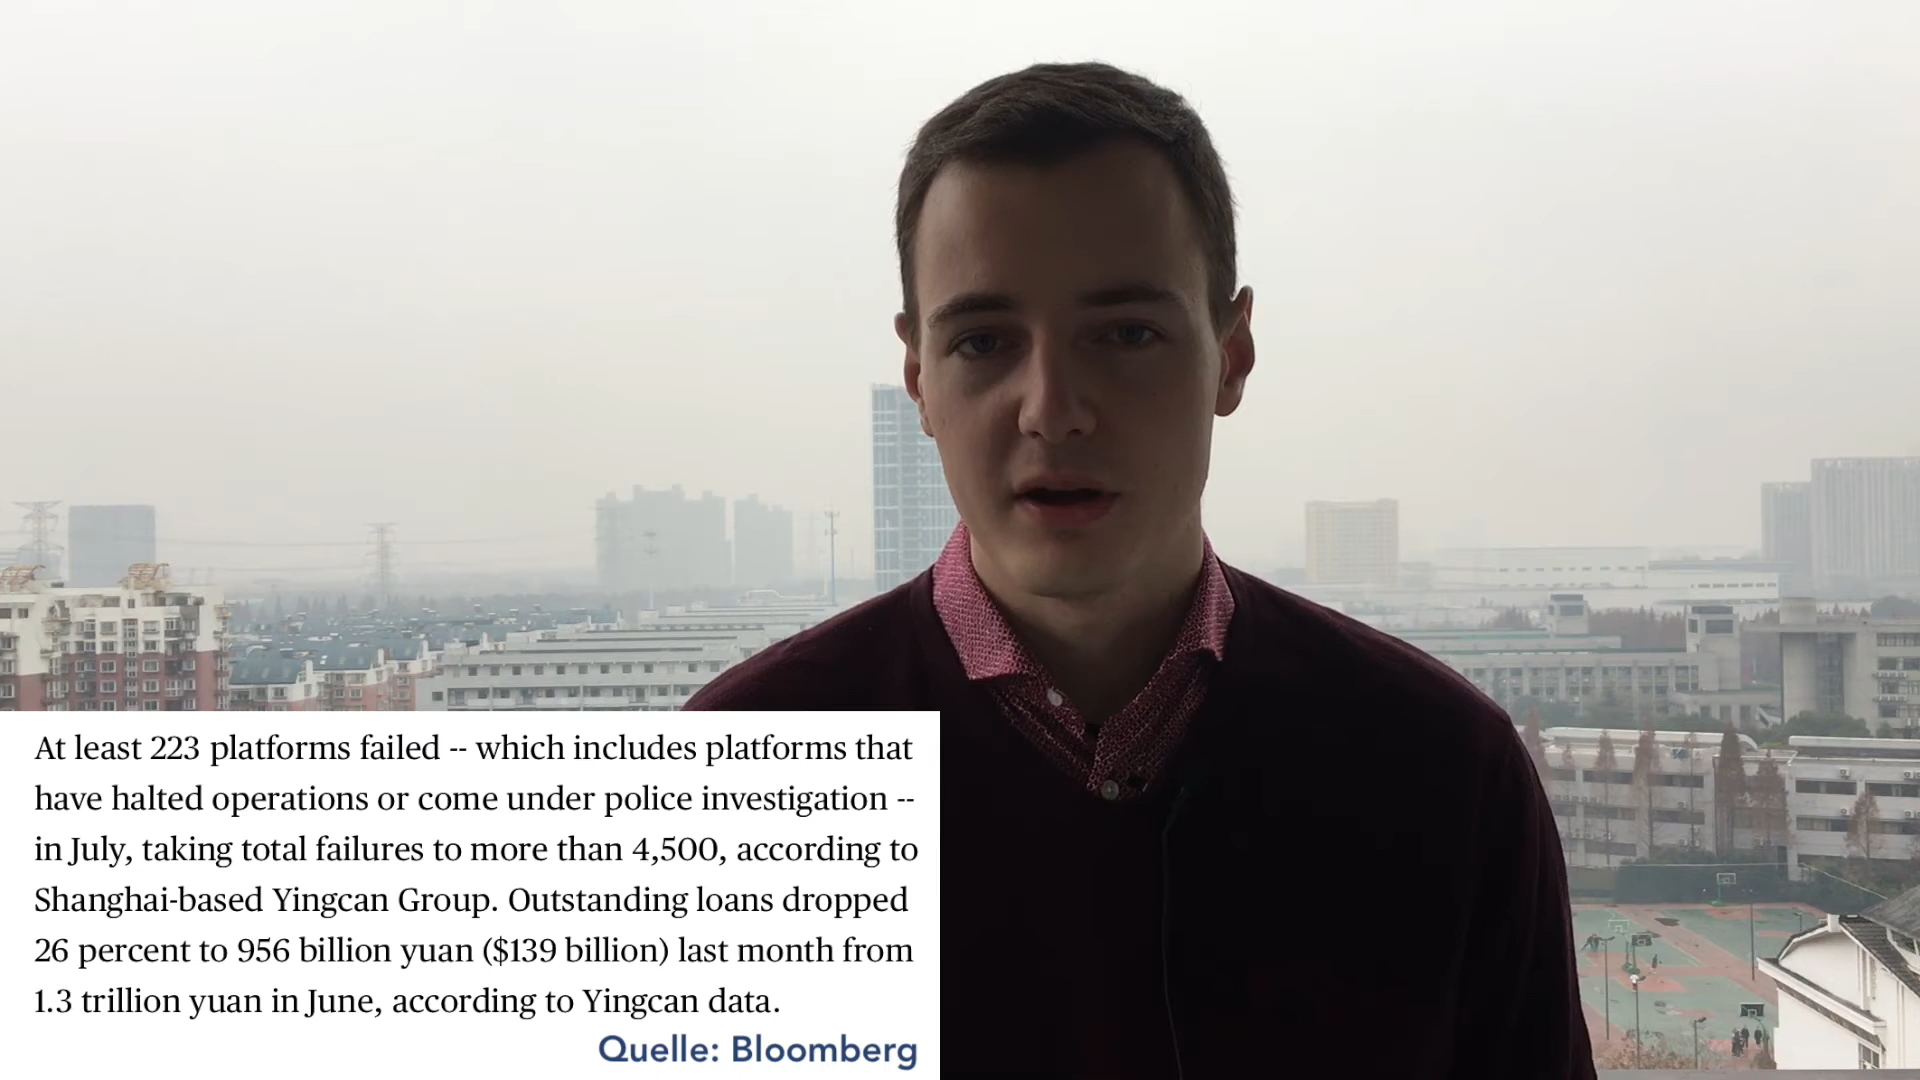 At least 223 platforms failed -- which includes platforms that
have halted operations or come under police investigation --
in July, taking total failures to more than 4,500, according to
Shanghai-based Yingcan Group. Outstanding loans dropped
26 percent to 956 billion yuan ($139 billion) last month from
1.3 trillion yuan in June, according to Yingcan data.
Quelle: Bloomberg